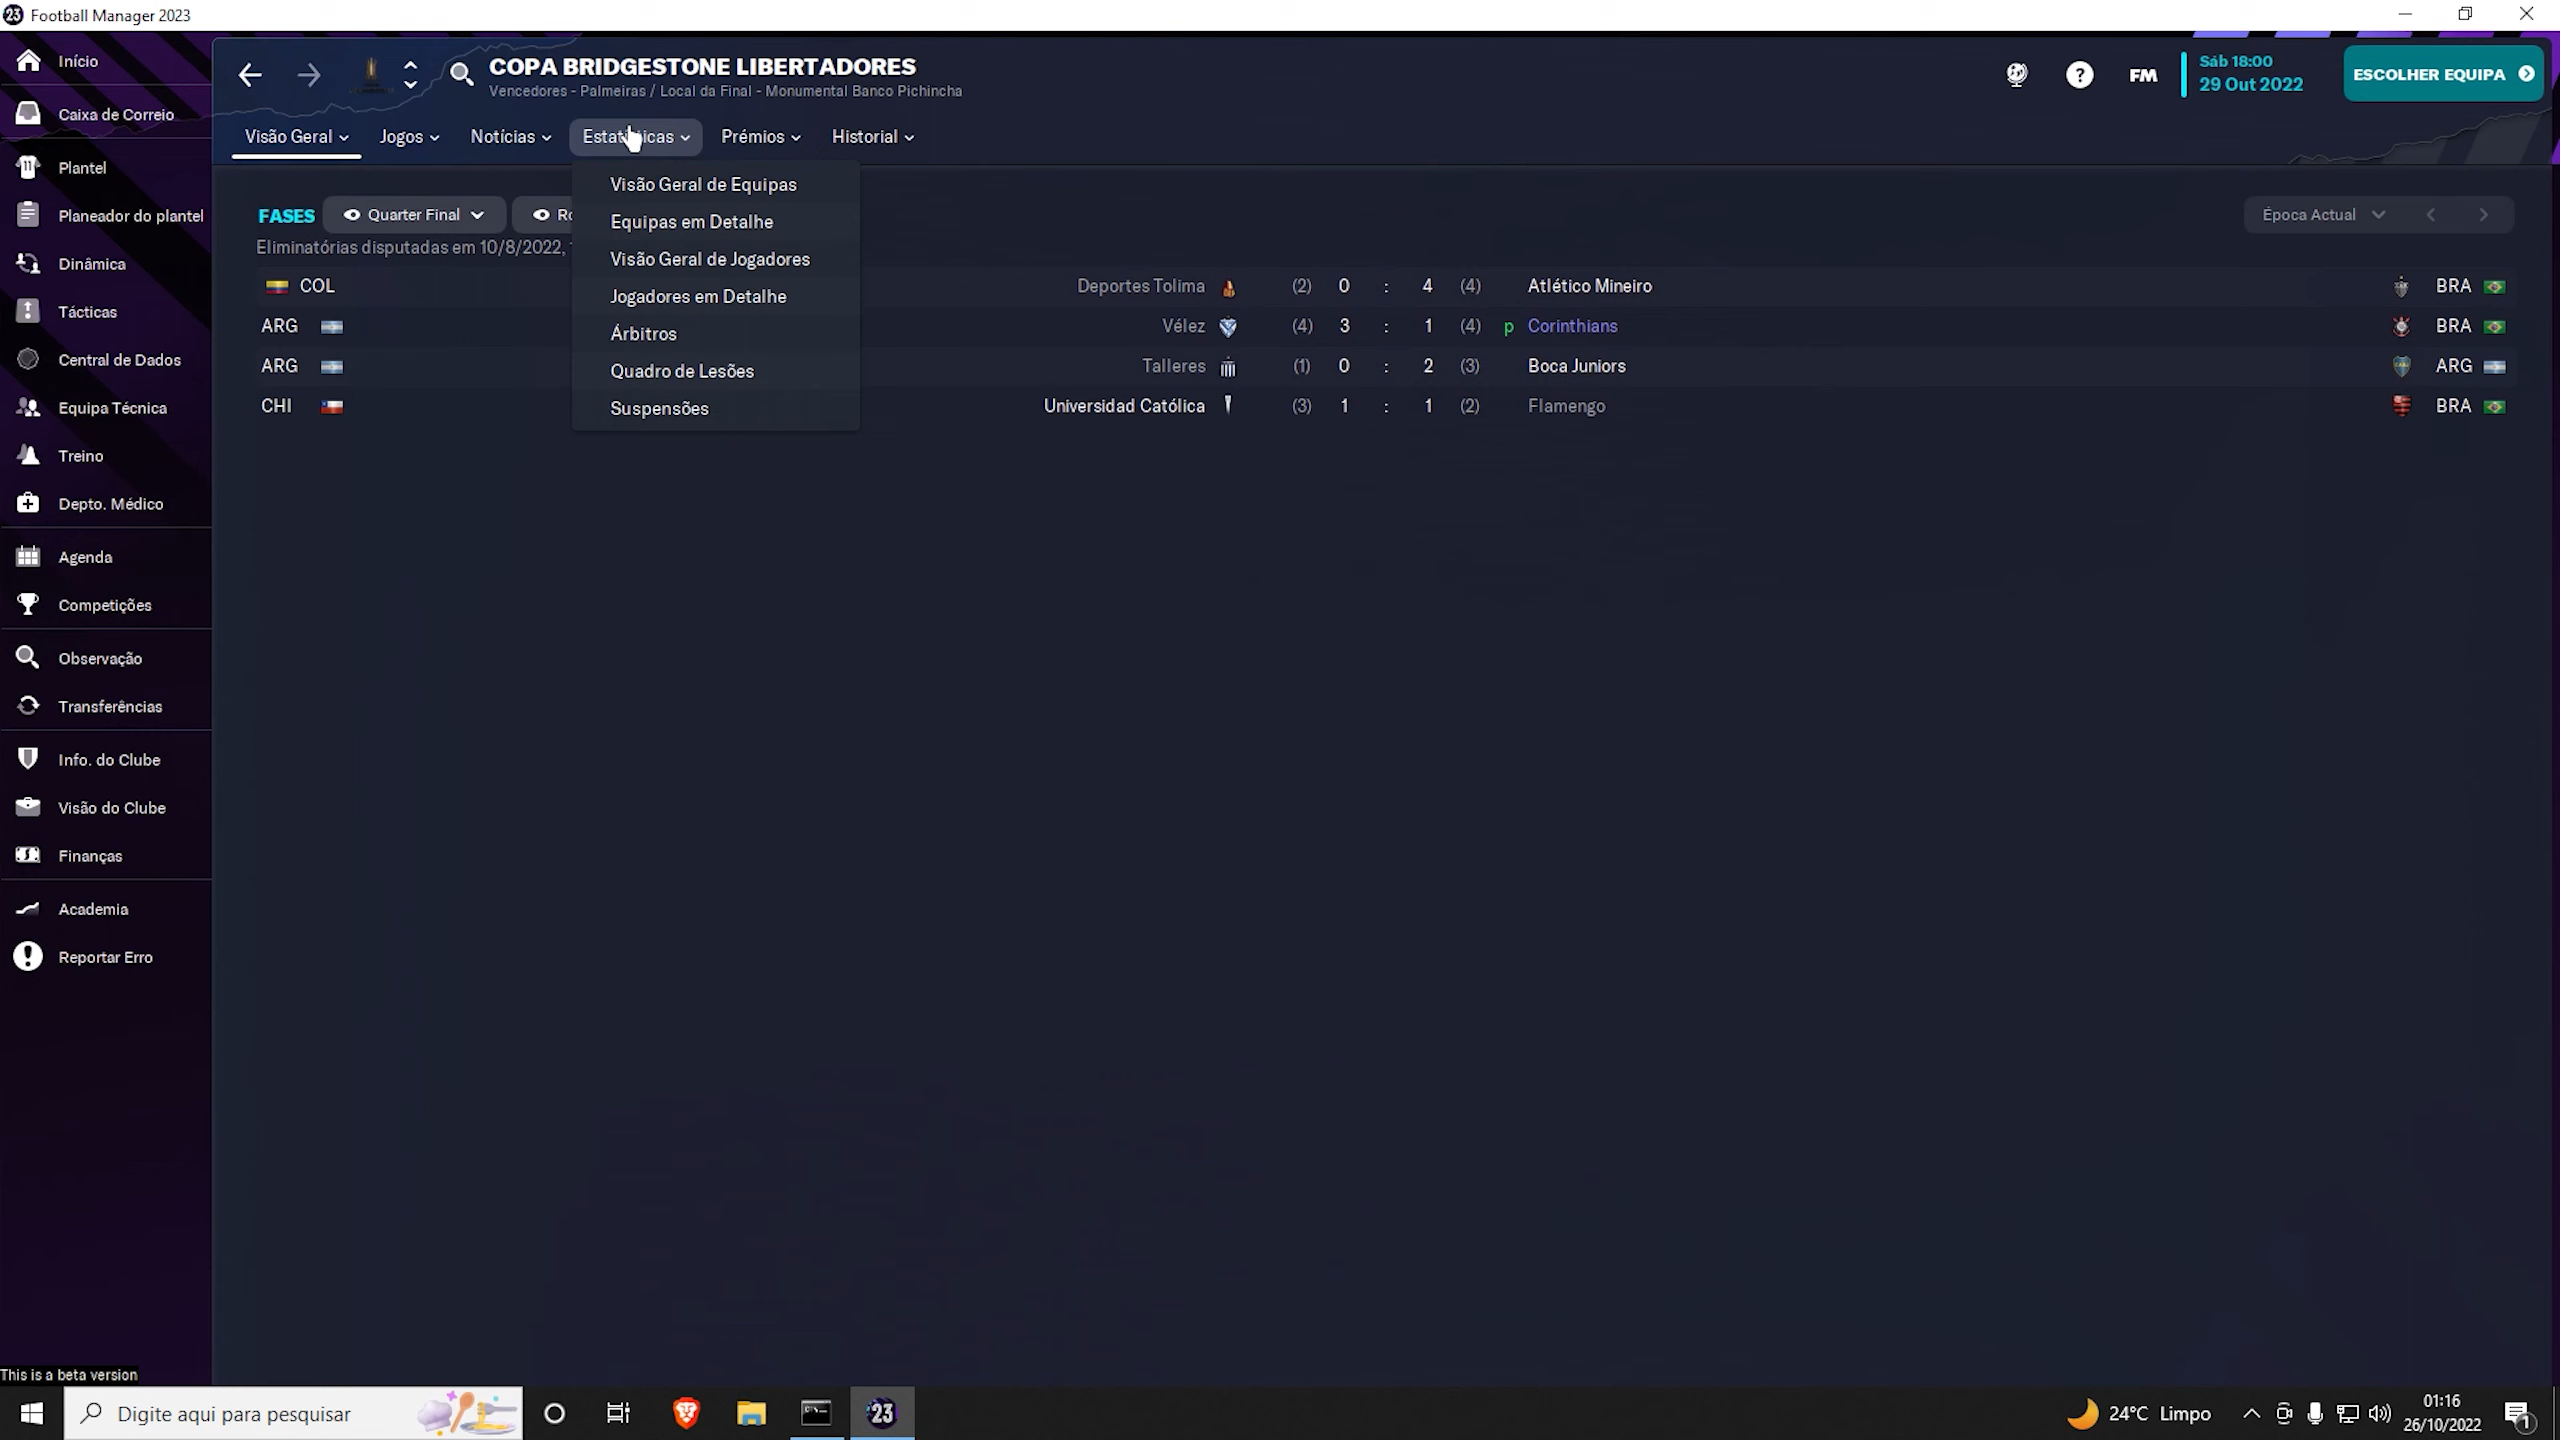 Football Manager 2023
Início
Caixa de Correio
Plantel
Planeador do plantel
Dinâmica
Tácticas
Central de Dados
Equipa Técnica
Treino
Depto. Médico
Agenda
Competições
Observação
Transferências
Info. do Clube
Visão do Clube
Finanças
Academia
Reportar Erro
This is a beta version
COPA BRIDGESTONE LIBERTADORES
Vencedores - Palmeiras / Local da Final - Monumental Banco Pichincha
FM
Sáb 18:00
29 Out 2022
ESCOLHER EQUIPA
Visão Geral Jogos Notícias Prémios Historial
Visão Geral de Equipas
Equipas em Detalhe
Visão Geral de Jogadores
Jogadores em Detalhe
Árbitros
Quadro de Lesões
Suspensões
FASES Quarter Final Época Actual
Eliminatórias disputadas em 10/8/2022,
COL Deportes Tolima (2) 0 : 4 (4) Atlético Mineiro BRA
ARG Vélez (4) 3 : 1 (4) p Corinthians BRA
ARG Talleres (1) 0 : 2 (3) Boca Juniors ARG
CHI Universidad Católica (3) 1 : 1 (2) Flamengo BRA
Digite aqui para pesquisar
23
24°C Limpo
01:16
26/10/2022
1